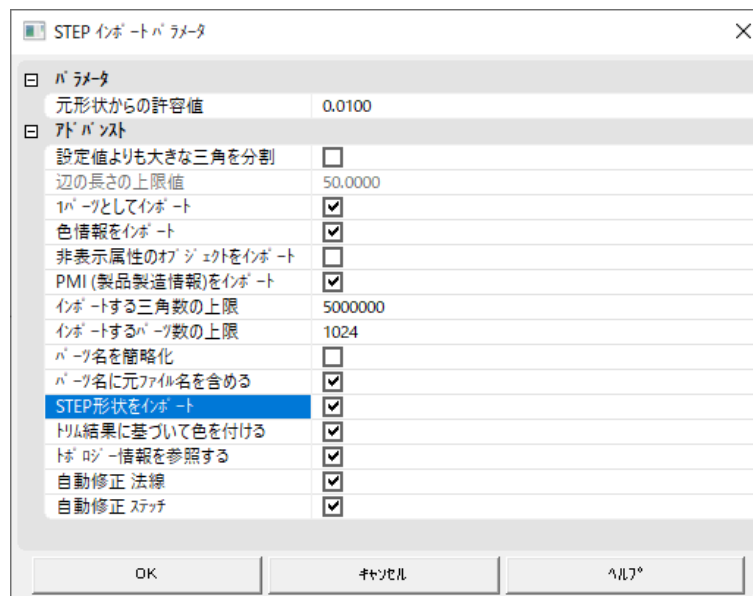 STEP ｲﾝﾎﾟｰﾄ ﾊﾟﾗﾒｰﾀ
ﾊﾟﾗﾒｰﾀ
元形状からの許容値 0.0100
ｱﾄﾞﾊﾞﾝｽﾄ
設定値よりも大きな三角を分割
辺の長さの上限値 50.0000
1ﾊﾟｰﾂとしてｲﾝﾎﾟｰﾄ
色情報をｲﾝﾎﾟｰﾄ
非表示属性のｵﾌﾞｼﾞｪｸﾄをｲﾝﾎﾟｰﾄ
PMI (製品製造情報)をｲﾝﾎﾟｰﾄ
ｲﾝﾎﾟｰﾄする三角数の上限 5000000
ｲﾝﾎﾟｰﾄするﾊﾟｰﾂ数の上限 1024
ﾊﾟｰﾂ名を簡略化
ﾊﾟｰﾂ名に元ﾌｧｲﾙ名を含める
STEP形状をｲﾝﾎﾟｰﾄ
ﾄﾘﾑ結果に基づいて色を付ける
ﾄﾎﾟﾛｼﾞｰ情報を参照する
自動修正 法線
自動修正 ｽﾃｯﾁ
OK ｷｬﾝｾﾙ ﾍﾙﾌﾟ